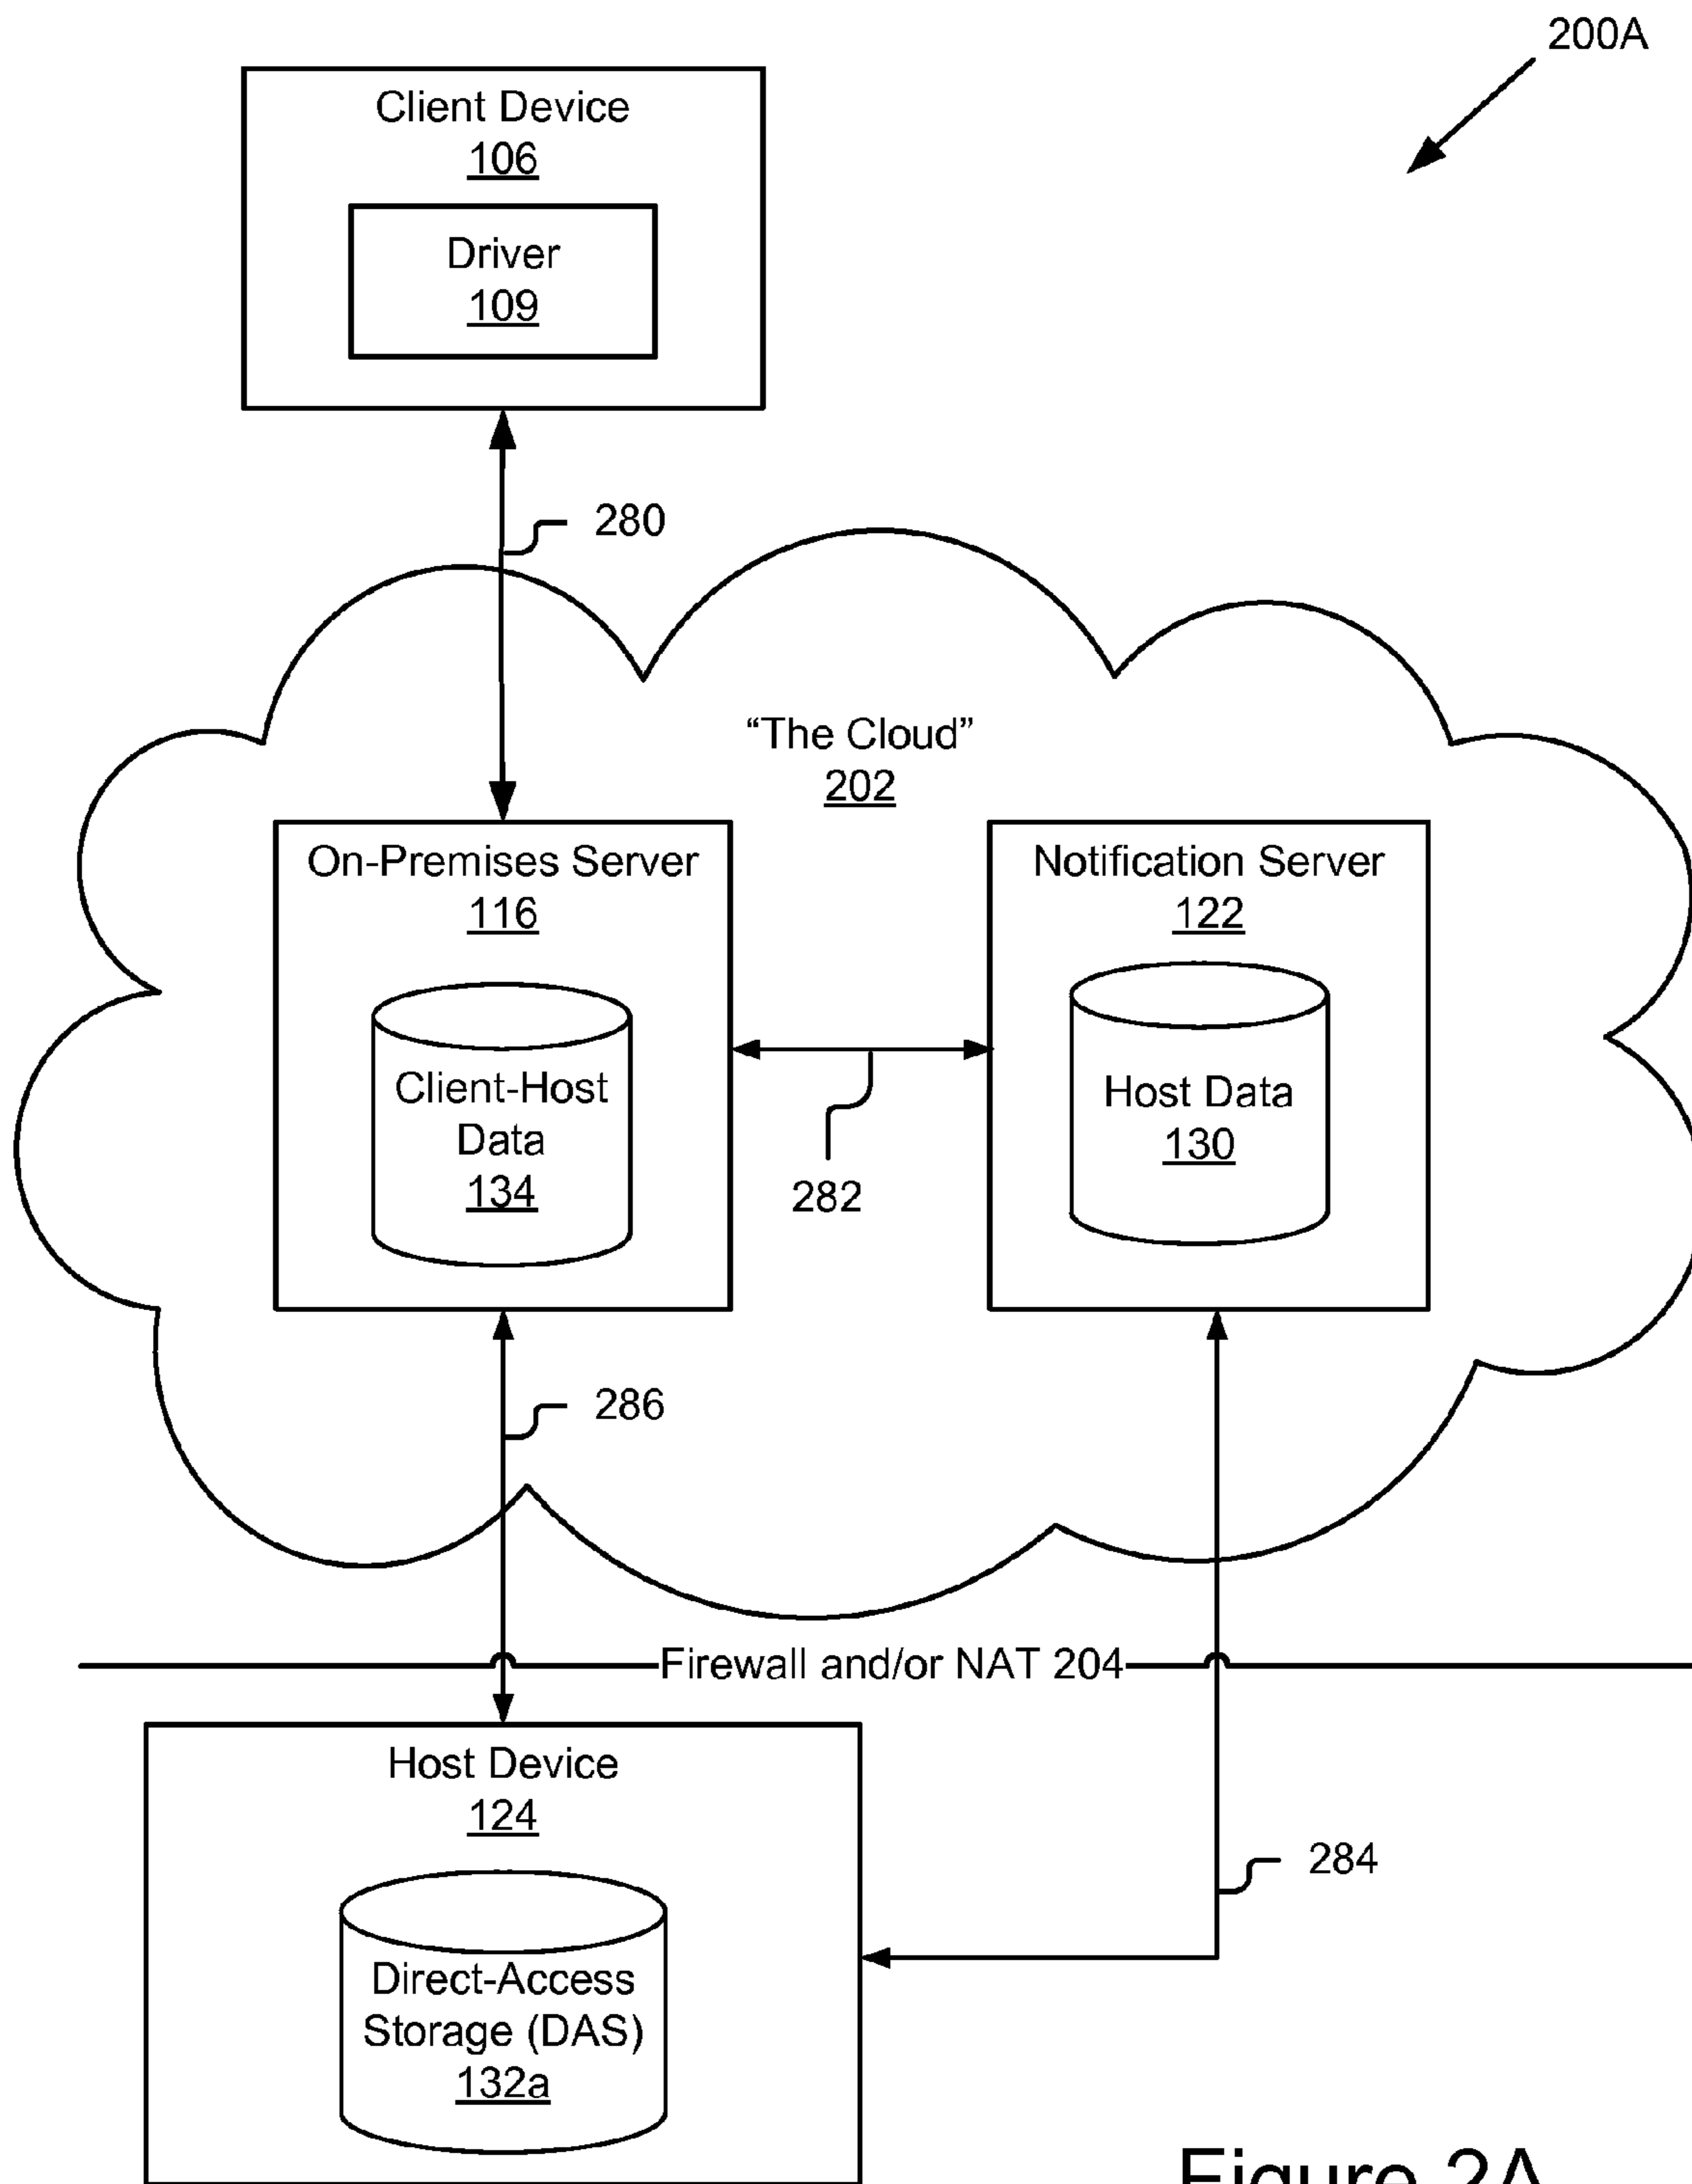 200A
Client Device
106
Driver
109
280
“The Cloud”
202
On-Premises Server
116
Client-Host
Data
134
Notification Server
122
Host Data
130
282
286
Firewall and/or NAT 204
Host Device
124
Direct-Access
Storage (DAS)
132a
284
Figure 2A